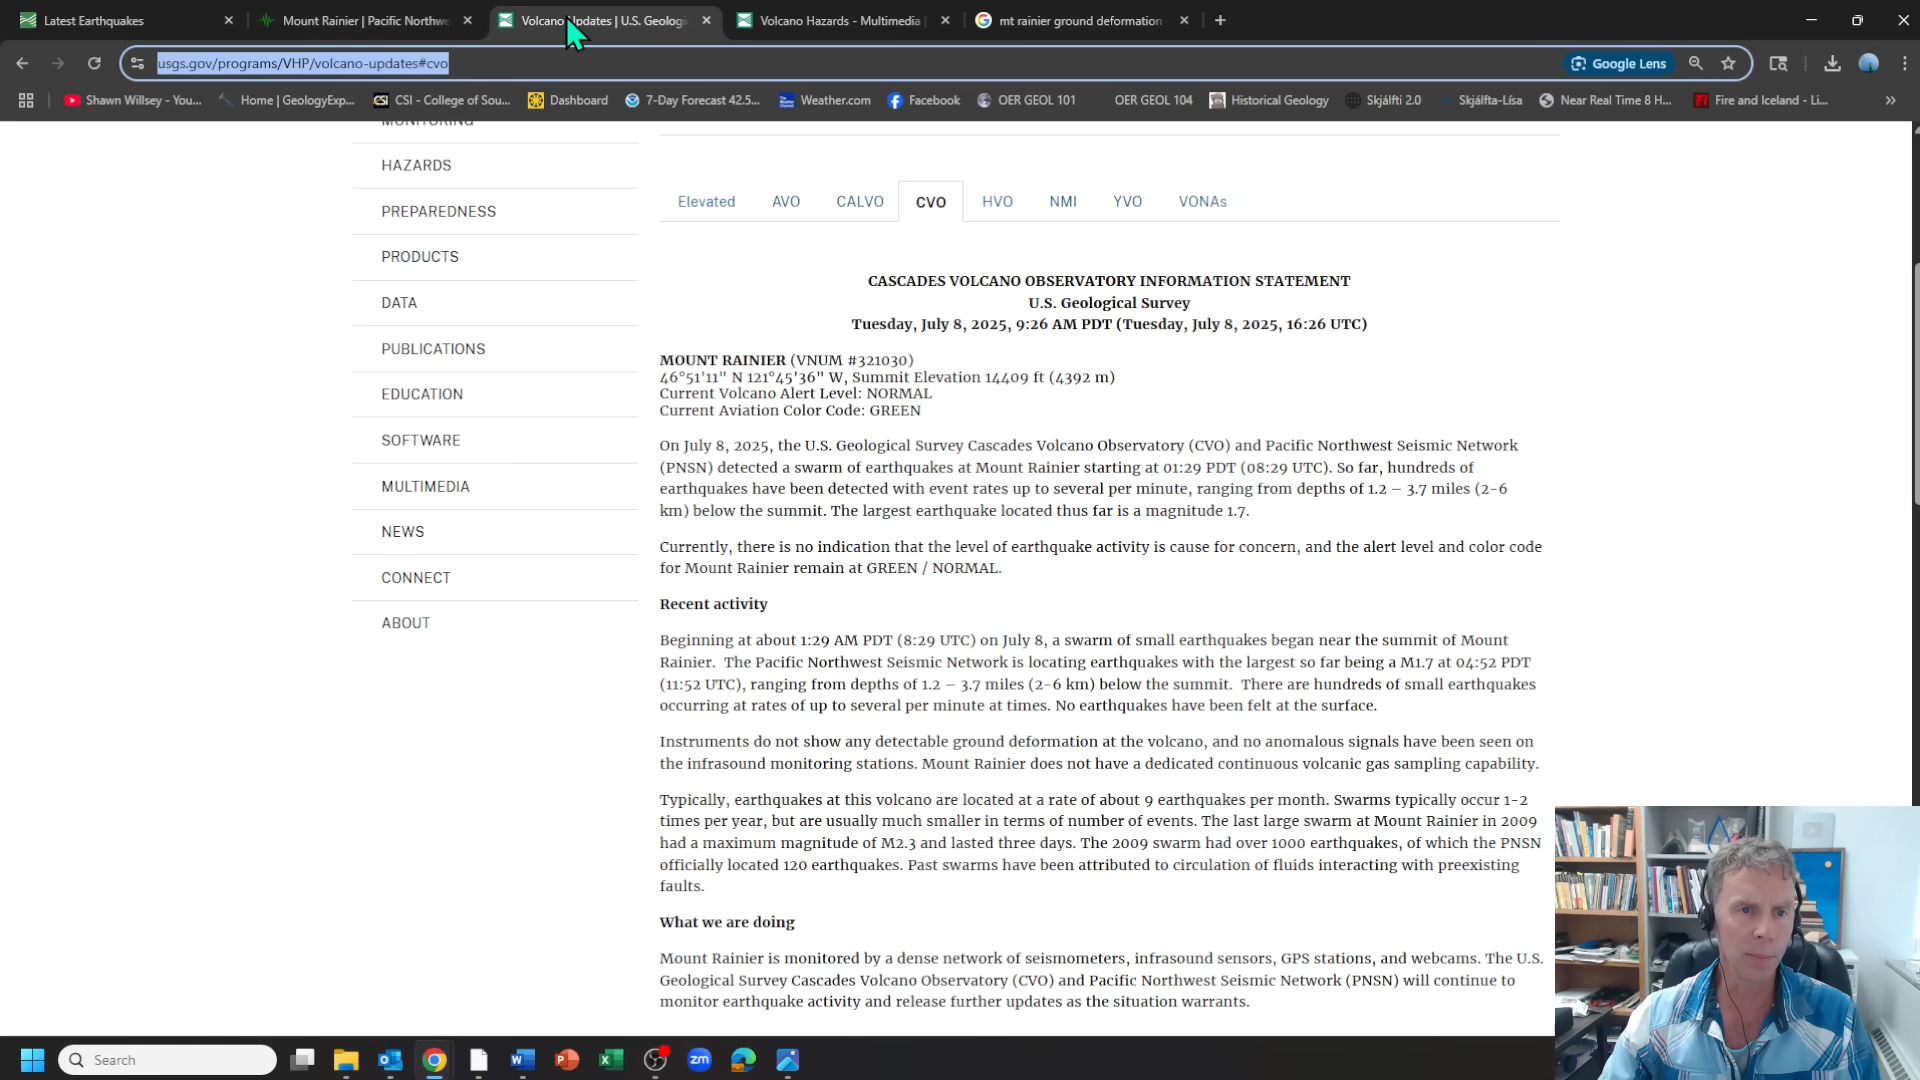 Latest Earthquakes
Mount Rainier | Pacific Northwe
Volcano Updates | U.S. Geologi
Volcano Hazards - Multimedia
mt rainier ground deformation
usgs.gov/programs/VHP/volcano-updates#cvo
Google Lens
Shawn Willsey - You...
Home | GeologyExp...
CSI - College of Sou...
Dashboard
7-Day Forecast 42.5...
Weather.com
Facebook
OER GEOL 101
OER GEOL 104
Historical Geology
Skjálfti 2.0
Skjálfta-Lísa
Near Real Time 8 H...
Fire and Iceland - Li...
MONITORING
HAZARDS
PREPAREDNESS
PRODUCTS
DATA
PUBLICATIONS
EDUCATION
SOFTWARE
MULTIMEDIA
NEWS
CONNECT
ABOUT
Elevated AVO CALVO CVO HVO NMI YVO VONAs
CASCADES VOLCANO OBSERVATORY INFORMATION STATEMENT
U.S. Geological Survey
Tuesday, July 8, 2025, 9:26 AM PDT (Tuesday, July 8, 2025, 16:26 UTC)
MOUNT RAINIER (VNUM #321030)
46°51'11" N 121°45'36" W, Summit Elevation 14409 ft (4392 m)
Current Volcano Alert Level: NORMAL
Current Aviation Color Code: GREEN
On July 8, 2025, the U.S. Geological Survey Cascades Volcano Observatory (CVO) and Pacific Northwest Seismic Network
(PNSN) detected a swarm of earthquakes at Mount Rainier starting at 01:29 PDT (08:29 UTC). So far, hundreds of
earthquakes have been detected with event rates up to several per minute, ranging from depths of 1.2 – 3.7 miles (2-6
km) below the summit. The largest earthquake located thus far is a magnitude 1.7.
Currently, there is no indication that the level of earthquake activity is cause for concern, and the alert level and color code
for Mount Rainier remain at GREEN / NORMAL.
Recent activity
Beginning at about 1:29 AM PDT (8:29 UTC) on July 8, a swarm of small earthquakes began near the summit of Mount
Rainier. The Pacific Northwest Seismic Network is locating earthquakes with the largest so far being a M1.7 at 04:52 PDT
(11:52 UTC), ranging from depths of 1.2 – 3.7 miles (2-6 km) below the summit. There are hundreds of small earthquakes
occurring at rates of up to several per minute at times. No earthquakes have been felt at the surface.
Instruments do not show any detectable ground deformation at the volcano, and no anomalous signals have been seen on
the infrasound monitoring stations. Mount Rainier does not have a dedicated continuous volcanic gas sampling capability.
Typically, earthquakes at this volcano are located at a rate of about 9 earthquakes per month. Swarms typically occur 1-2
times per year, but are usually much smaller in terms of number of events. The last large swarm at Mount Rainier in 2009
had a maximum magnitude of M2.3 and lasted three days. The 2009 swarm had over 1000 earthquakes, of which the PNSN
officially located 120 earthquakes. Past swarms have been attributed to circulation of fluids interacting with preexisting
faults.
What we are doing
Mount Rainier is monitored by a dense network of seismometers, infrasound sensors, GPS stations, and webcams. The U.S.
Geological Survey Cascades Volcano Observatory (CVO) and Pacific Northwest Seismic Network (PNSN) will continue to
monitor earthquake activity and release further updates as the situation warrants.
Search